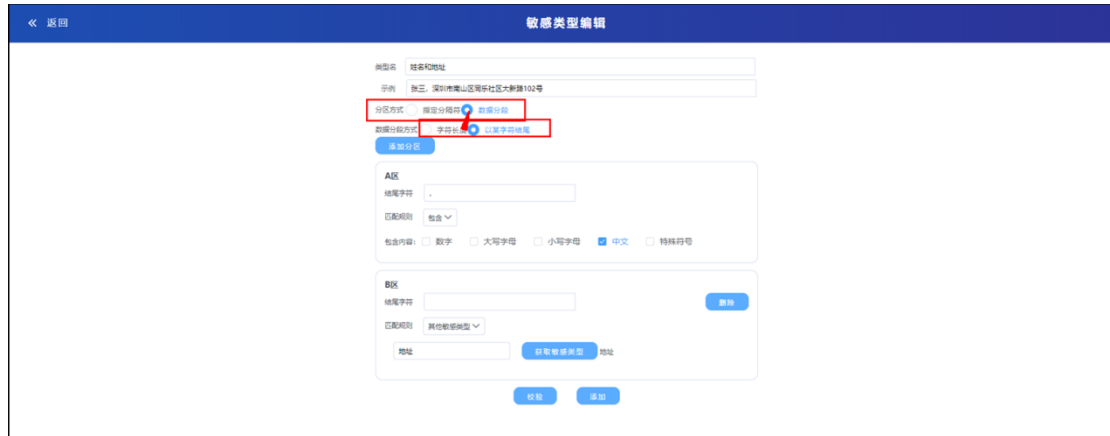 返回
敏感类型编辑
类型名 姓名和地址
示例 张三，深圳市南山区同乐社区大新路102号
分区方式 指定分隔符 数据分段
数据分段方式 字符长度 以某字符结尾
添加分区
A区
结尾字符 ，
匹配规则 包含
包含内容: 数字 大写字母 小写字母 中文 特殊符号
B区
结尾字符 删除
匹配规则 其他敏感类型
地址 获取敏感类型 地址
校验 添加